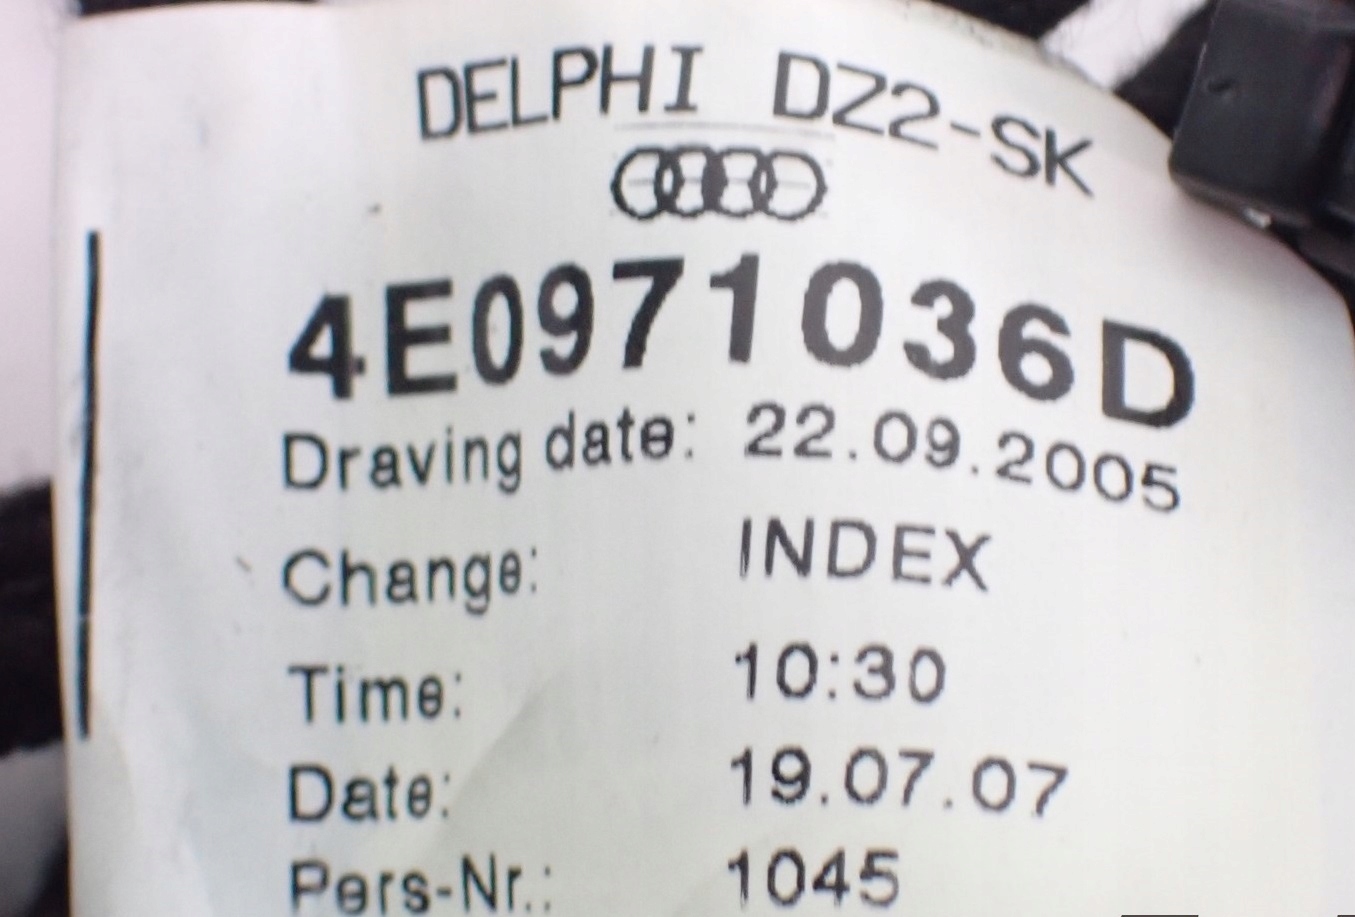 DELPHI DZ2-SK
4E0971036D
Draving date: 22.09.2005
Change: INDEX
Time: 10:30
Date: 19.07.07
Pers-Nr.: 1045